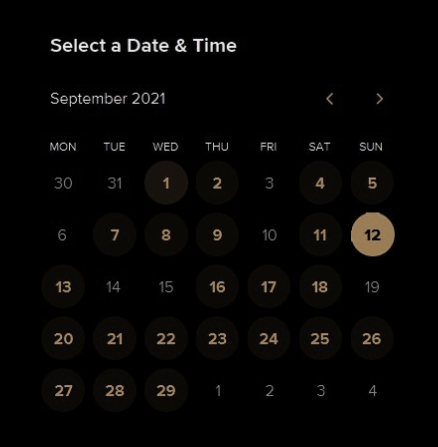 Select a Date & Time
September 2021
MON TUE WED THU FRI SAT SUN
30 31 1 2 3 4 5
6 7 8 9 10 11 12
13 14 15 16 17 18 19
20 21 22 23 24 25 26
27 28 29 1 2 3 4